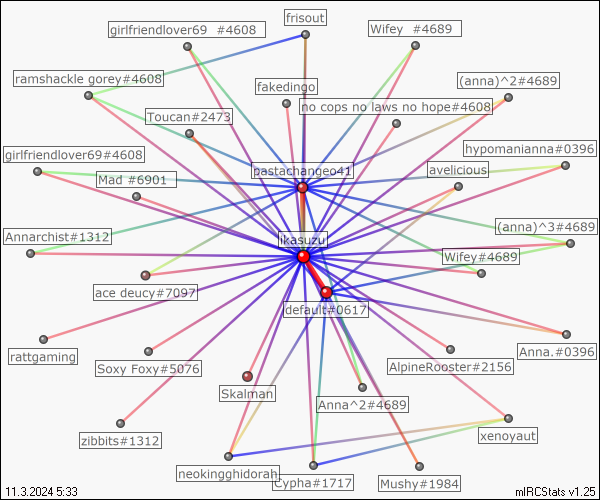 frisout
girlfriendlover69 #4608
Wifey #4689
ramshackle gorey#4608
fakedingo
(anna)^2#4689
no cops no laws no hope#4608
Toucan#2473
hypomanianna#0396
girlfriendlover69#4608
pastachangeo41
avelicious
Mad #6901
(anna)^3#4689
Annarchist#1312
ikasuzu
Wifey#4689
ace deucy#7097
default#0617
rattgaming
Anna.#0396
Soxy Foxy#5076
AlpineRooster#2156
Skalman
Anna^2#4689
zibbits#1312
xenoyaut
neokingghidorah
Cypha#1717
Mushy#1984
11.3.2024 5:33
mIRCStats v1.25